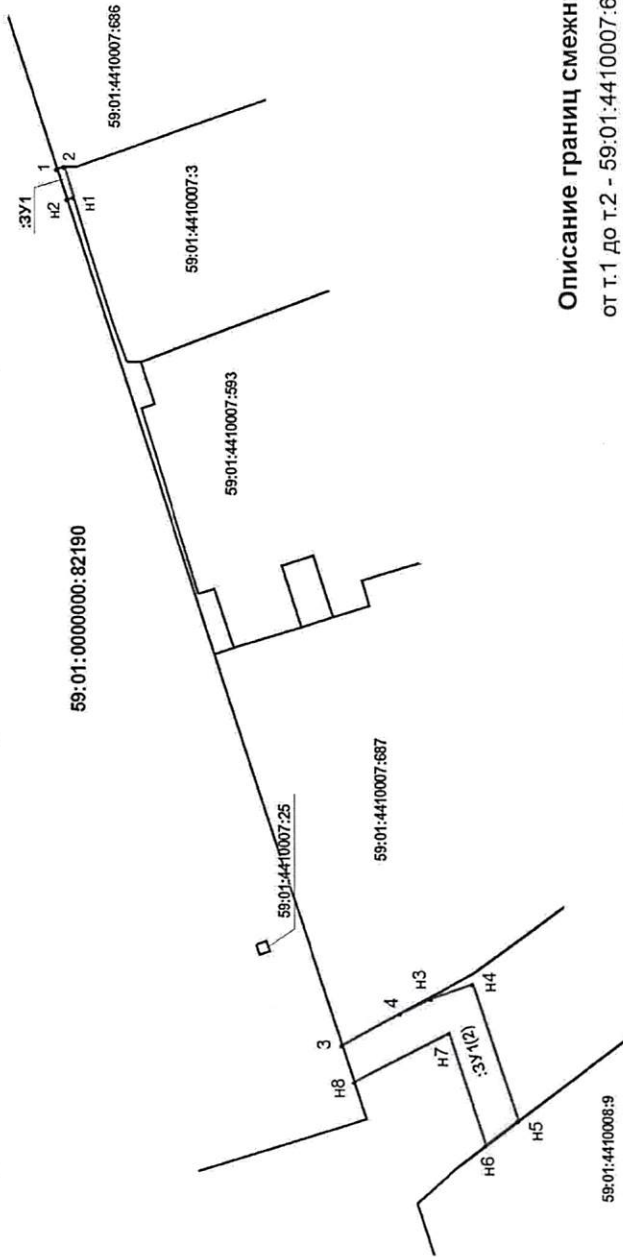 59:01:4410007:686
1
2
:ЗУ1
н2
н1
59:01:4410007:3
59:01:4410007:593
59:01:0000000:82190
59:01:4410007:25
59:01:4410007:687
3
н8
4
н3
н7
н4
:ЗУ1(2)
н6
н5
59:01:4410008:9
Описание границ смежн
от т.1 до т.2 - 59:01:4410007:6